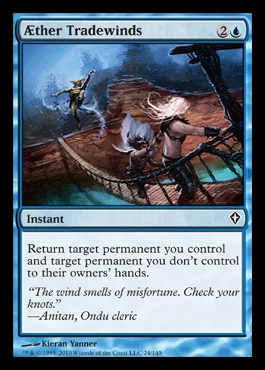 Æther Tradewinds 2
Instant
Return target permanent you control
and target permanent you don't control
to their owners' hands.
"The wind smells of misfortune. Check your
knots."
—Anitan, Ondu cleric
Kieran Yanner
™ & © 1993–2010 Wizards of the Coast LLC 24/145